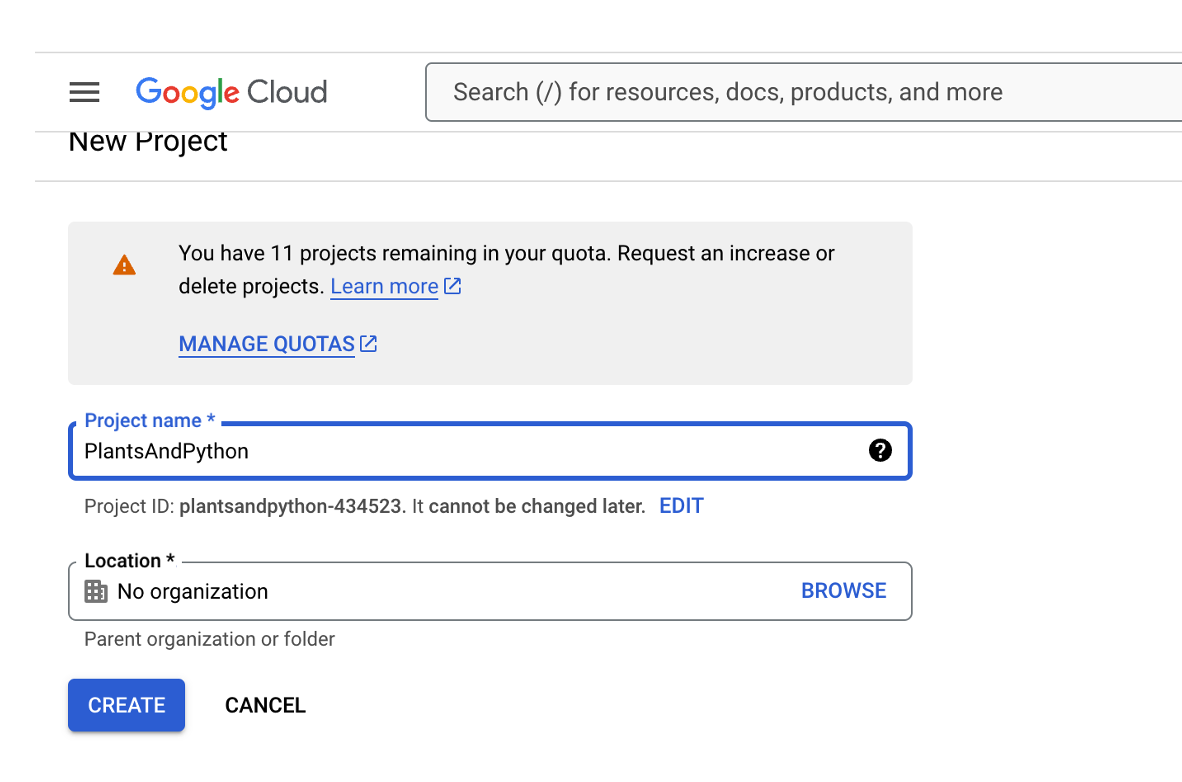 Google Cloud
Search (/) for resources, docs, products, and more
New Project
You have 11 projects remaining in your quota. Request an increase or
delete projects. Learn more
MANAGE QUOTAS
Project name *
PlantsAndPython
Project ID: plantsandpython-434523. It cannot be changed later. EDIT
Location *
No organization BROWSE
Parent organization or folder
CREATE CANCEL